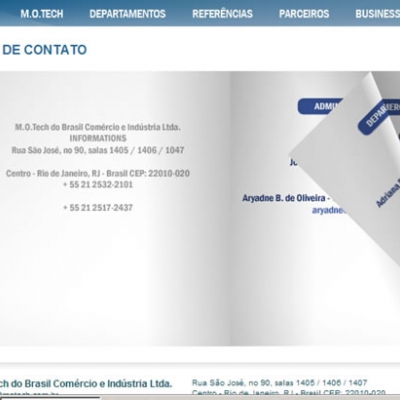 M.O.TECH DEPARTAMENTOS REFERÊNCIAS PARCEIROS BUSINESS
DE CONTATO
M.O.Tech do Brasil Comércio e Indústria Ltda.
INFORMATIONS
Rua São José, no 90, salas 1405 / 1406 / 1047
Centro - Rio de Janeiro, RJ - Brasil CEP: 22010-020
+ 55 21 2532-2101
+ 55 21 2517-2437
ADMIN
Aryadne B. de Oliveira -
aryadne
Adriana
ch do Brasil Comércio e Indústria Ltda.
Rua São José, no 90, salas 1405 / 1406 / 1407
Centro - Rio de Janeiro, RJ - Brasil CEP: 22010-020